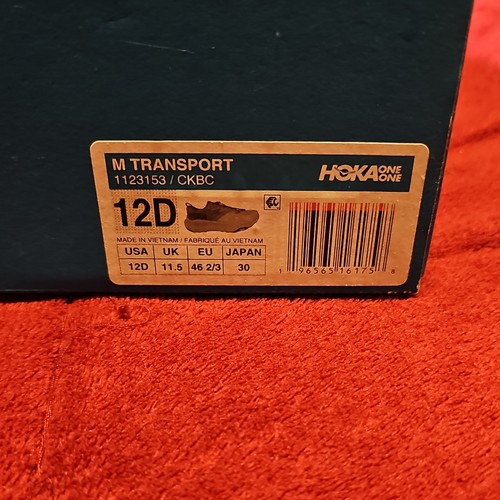 M TRANSPORT
1123153 / CKBC
HOKA ONE ONE
12D
MADE IN VIETNAM / FABRIQUÉ AU VIETNAM
USA UK EU JAPAN
12D 11.5 46 2/3 30
1 96565 16175 8